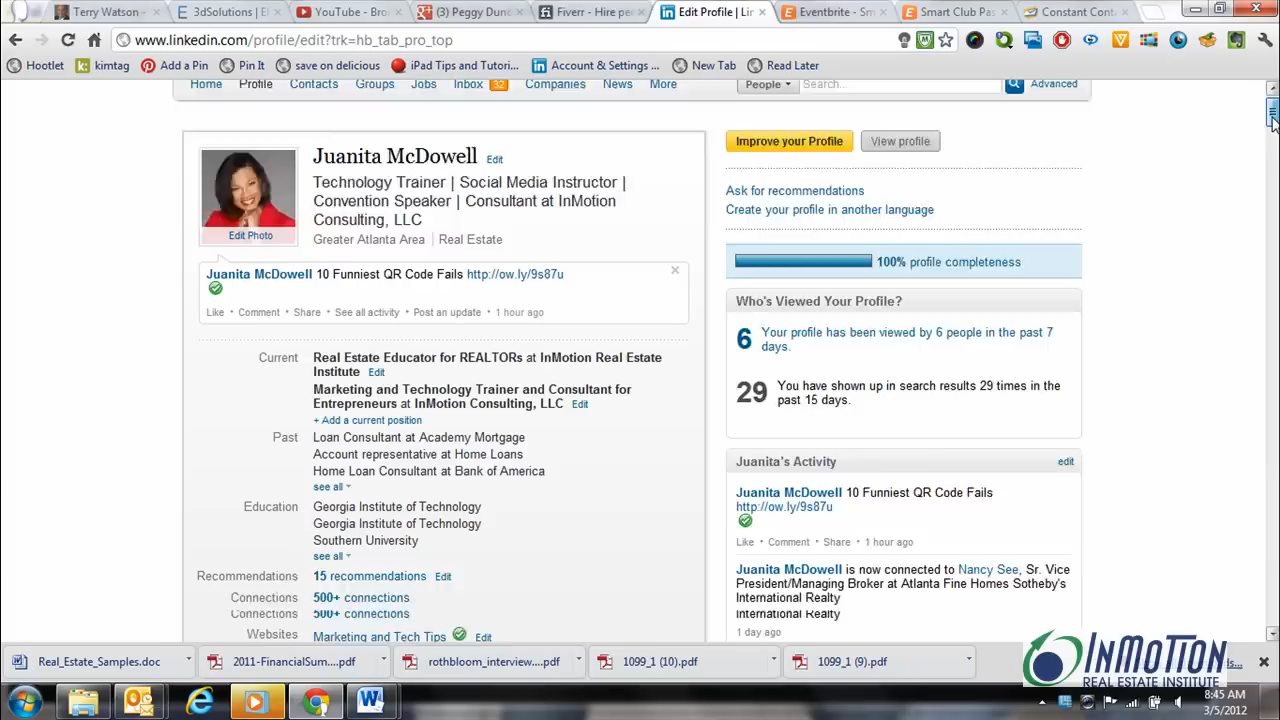 Terry Watson -
3dSolutions | El
YouTube - Bro
(3) Peggy Dund
Fiverr - Hire pe
Edit Profile | Lin
Eventbrite - Sm
Smart Club Pas
Constant Cont
www.linkedin.com/profile/edit?trk=hb_tab_pro_top
Hootlet
kimtag
Add a Pin
Pin It
save on delicious
iPad Tips and Tutori...
Account & Settings ...
New Tab
Read Later
Home Profile Contacts Groups Jobs Inbox 32 Companies News More
People Search... Advanced
Juanita McDowell Edit
Technology Trainer | Social Media Instructor |
Convention Speaker | Consultant at InMotion
Consulting, LLC
Greater Atlanta Area | Real Estate
Edit Photo
Juanita McDowell 10 Funniest QR Code Fails http://ow.ly/9s87u
Like • Comment • Share • See all activity • Post an update • 1 hour ago
Current Real Estate Educator for REALTORs at InMotion Real Estate
Institute Edit
Marketing and Technology Trainer and Consultant for
Entrepreneurs at InMotion Consulting, LLC Edit
+ Add a current position
Past Loan Consultant at Academy Mortgage
Account representative at Home Loans
Home Loan Consultant at Bank of America
see all
Education Georgia Institute of Technology
Georgia Institute of Technology
Southern University
see all
Recommendations 15 recommendations Edit
Connections 500+ connections
Connections 500+ connections
Websites Marketing and Tech Tips Edit
Improve your Profile View profile
Ask for recommendations
Create your profile in another language
100% profile completeness
Who's Viewed Your Profile?
6 Your profile has been viewed by 6 people in the past 7
days.
29 You have shown up in search results 29 times in the
past 15 days.
Juanita's Activity edit
Juanita McDowell 10 Funniest QR Code Fails
http://ow.ly/9s87u
Like • Comment • Share • 1 hour ago
Juanita McDowell is now connected to Nancy See, Sr. Vice
President/Managing Broker at Atlanta Fine Homes Sotheby's
International Realty
International Realty
1 day ago
Real_Estate_Samples.doc
2011-FinancialSum....pdf
rothbloom_interview....pdf
1099_1 (10).pdf
1099_1 (9).pdf
INMOTION
REAL ESTATE INSTITUTE
8:45 AM
3/5/2012